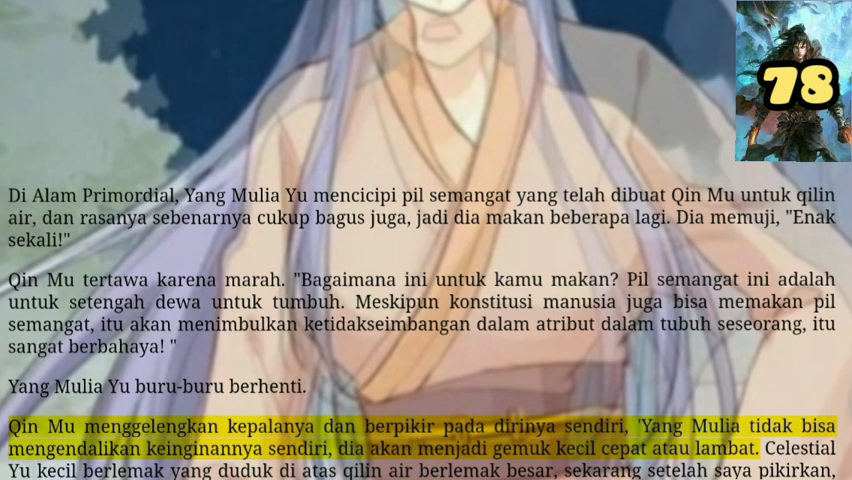 78
Di Alam Primordial, Yang Mulia Yu mencicipi pil semangat yang telah dibuat Qin Mu untuk qilin
air, dan rasanya sebenarnya cukup bagus juga, jadi dia makan beberapa lagi. Dia memuji, "Enak
sekali!"
Qin Mu tertawa karena marah. "Bagaimana ini untuk kamu makan? Pil semangat ini adalah
untuk setengah dewa untuk tumbuh. Meskipun konstitusi manusia juga bisa memakan pil
semangat, itu akan menimbulkan ketidakseimbangan dalam atribut dalam tubuh seseorang, itu
sangat berbahaya! "
Yang Mulia Yu buru-buru berhenti.
Qin Mu menggelengkan kepalanya dan berpikir pada dirinya sendiri, 'Yang Mulia tidak bisa
mengendalikan keinginannya sendiri, dia akan menjadi gemuk kecil cepat atau lambat. Celestial
Yu kecil berlemak yang duduk di atas qilin air berlemak besar, sekarang setelah saya pikirkan,